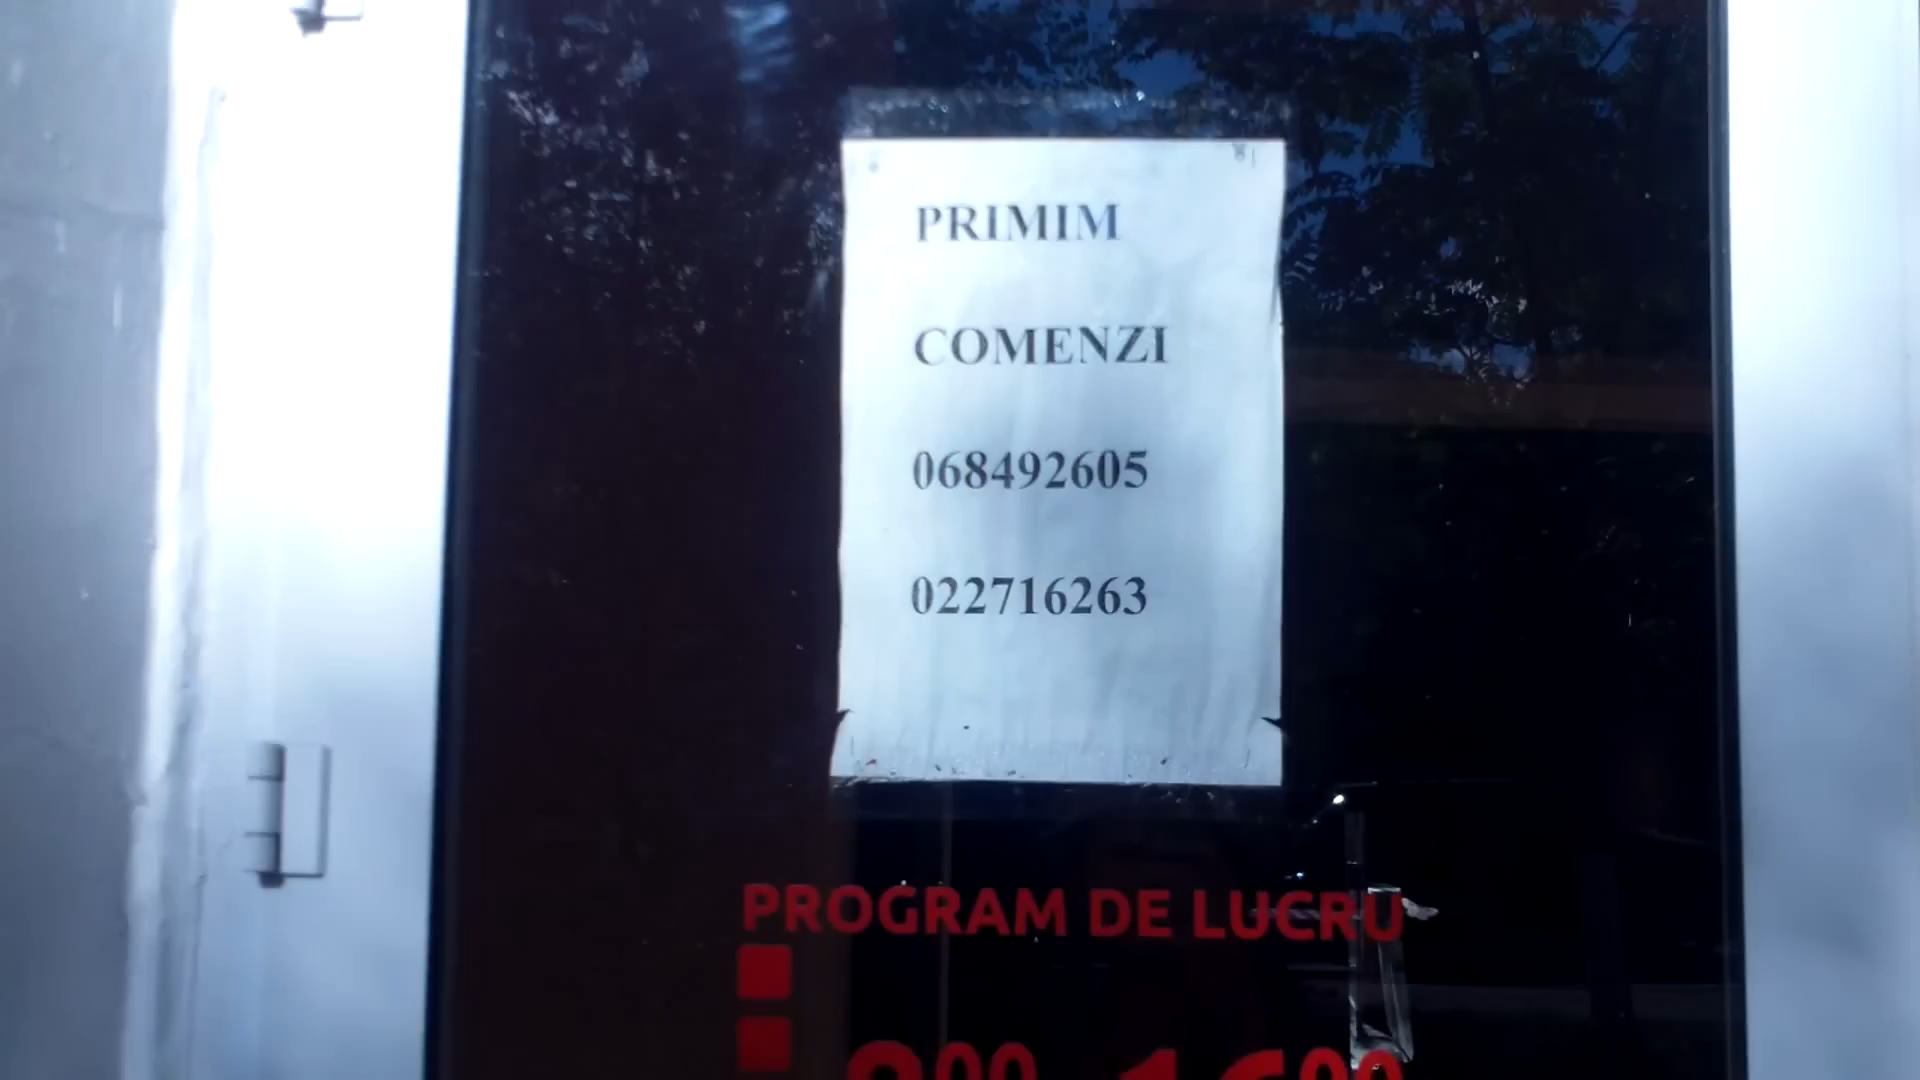 PRIMIM
COMENZI
068492605
022716263
PROGRAM DE LUCRU